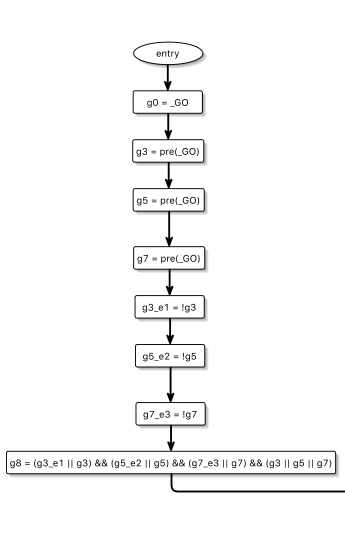 entry
g0 = _GO
g3 = pre(_GO)
g5 = pre(_GO)
g7 = pre(_GO)
g3_e1 = !g3
g5_e2 = !g5
g7_e3 = !g7
g8 = (g3_e1 || g3) && (g5_e2 || g5) && (g7_e3 || g7) && (g3 || g5 || g7)